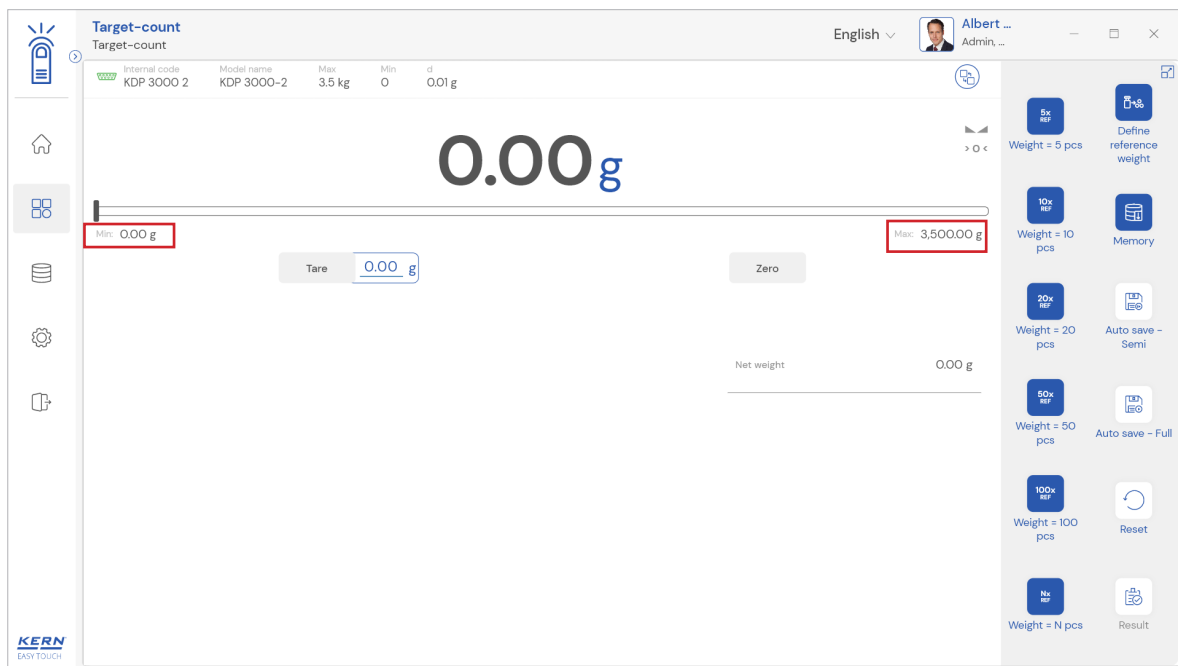 Target-count
Target-count
English
Albert ...
Admin, ...
Internal code
KDP 3000 2
Model name
KDP 3000-2
Max
3.5 kg
Min
0
d
0.01 g
0.00 g
> 0 <
Min: 0.00 g
Max: 3,500.00 g
Tare
0.00 g
Zero
Net weight
0.00 g
5x
REF
Weight = 5 pcs
Define
reference
weight
10x
REF
Weight = 10
pcs
Memory
20x
REF
Weight = 20
pcs
Auto save -
Semi
50x
REF
Weight = 50
pcs
Auto save - Full
100x
REF
Weight = 100
pcs
Reset
Nx
REF
Weight = N pcs
Result
KERN
EASY TOUCH